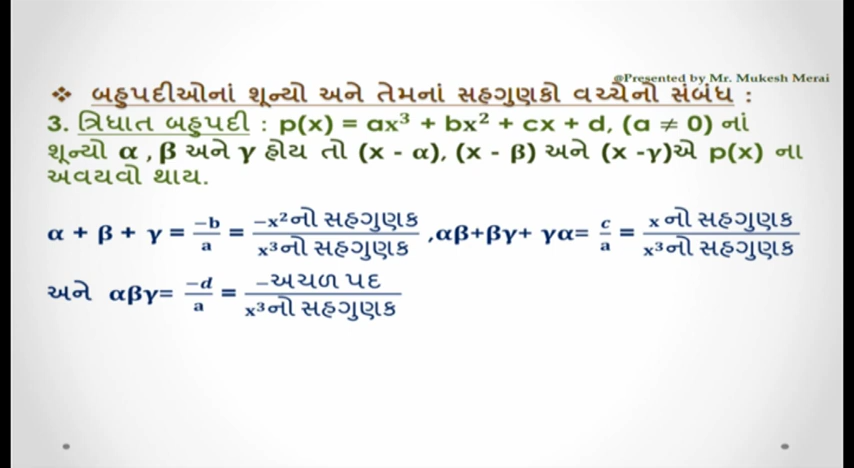 @Presented by Mr. Mukesh Merai
❖ બહુપદીઓનાં શૂન્યો અને તેમનાં સહગુણકો વચ્ચેનો સંબંધ :
3. ત્રિઘાત બહુપદી : p(x) = ax³ + bx² + cx + d, (a ≠ 0) નાં
શૂન્યો α , β અને γ હોય તો (x - α), (x - β) અને (x -γ)એ p(x) ના
અવયવો થાય.
α + β + γ = −b/a = −x²નો સહગુણક/x³નો સહગુણક ,αβ+βγ+ γα= c/a = x નો સહગુણક/x³નો સહગુણક
અને αβγ= −d/a = −અચળ પદ/x³નો સહગુણક